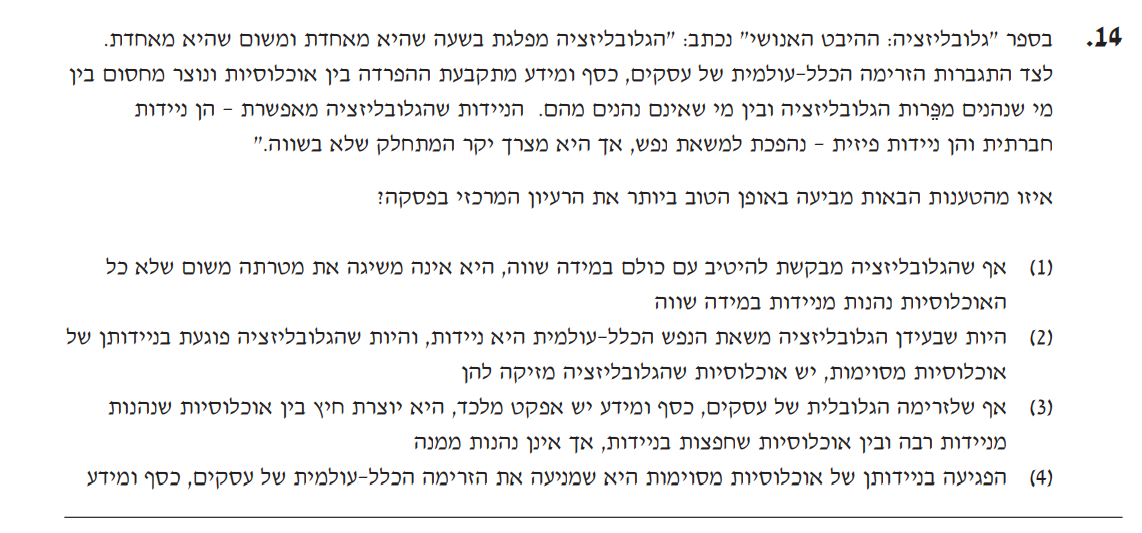 14. בספר "גלובליזציה: ההיבט האנושי" נכתב: "הגלובליזציה מפלגת בשעה שהיא מאחדת ומשום שהיא מאחדת.
לצד התגברות הזרימה הכלל-עולמית של עסקים, כסף ומידע מתקבעת ההפרדה בין אוכלוסיות ונוצר מחסום בין
מי שנהנים מפֵּרות הגלובליזציה ובין מי שאינם נהנים מהם. הניידות שהגלובליזציה מאפשרת - הן ניידות
חברתית והן ניידות פיזית - נהפכת למשאת נפש, אך היא מצרך יקר המתחלק שלא בשווה."
איזו מהטענות הבאות מביעה באופן הטוב ביותר את הרעיון המרכזי בפסקה?
(1) אף שהגלובליזציה מבקשת להיטיב עם כולם במידה שווה, היא אינה משיגה את מטרתה משום שלא כל
האוכלוסיות נהנות מניידות במידה שווה
(2) היות שבעידן הגלובליזציה משאת הנפש הכלל-עולמית היא ניידות, והיות שהגלובליזציה פוגעת בניידותן של
אוכלוסיות מסוימות, יש אוכלוסיות שהגלובליזציה מזיקה להן
(3) אף שלזרימה הגלובלית של עסקים, כסף ומידע יש אפקט מלכד, היא יוצרת חיץ בין אוכלוסיות שנהנות
מניידות רבה ובין אוכלוסיות שחפצות בניידות, אך אינן נהנות ממנה
(4) הפגיעה בניידותן של אוכלוסיות מסוימות היא שמניעה את הזרימה הכלל-עולמית של עסקים, כסף ומידע